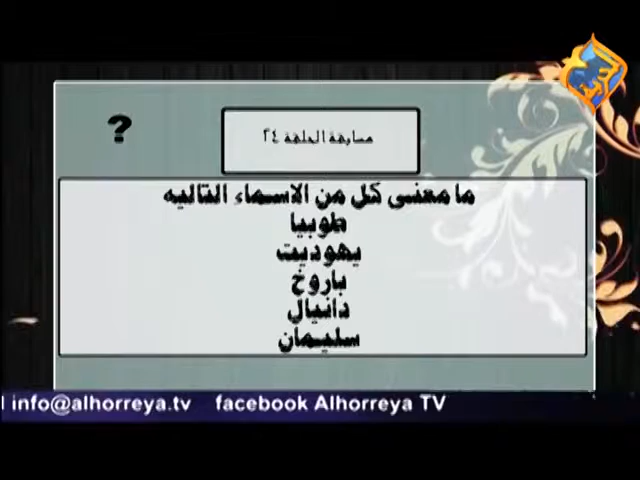 ؟
مسابقة الحلقة ٢٤
ما معنى كل من الاسماء التاليه
طوبيا
يهوديت
باروخ
دانيال
سليمان
info@alhorreya.tv facebook Alhorreya TV